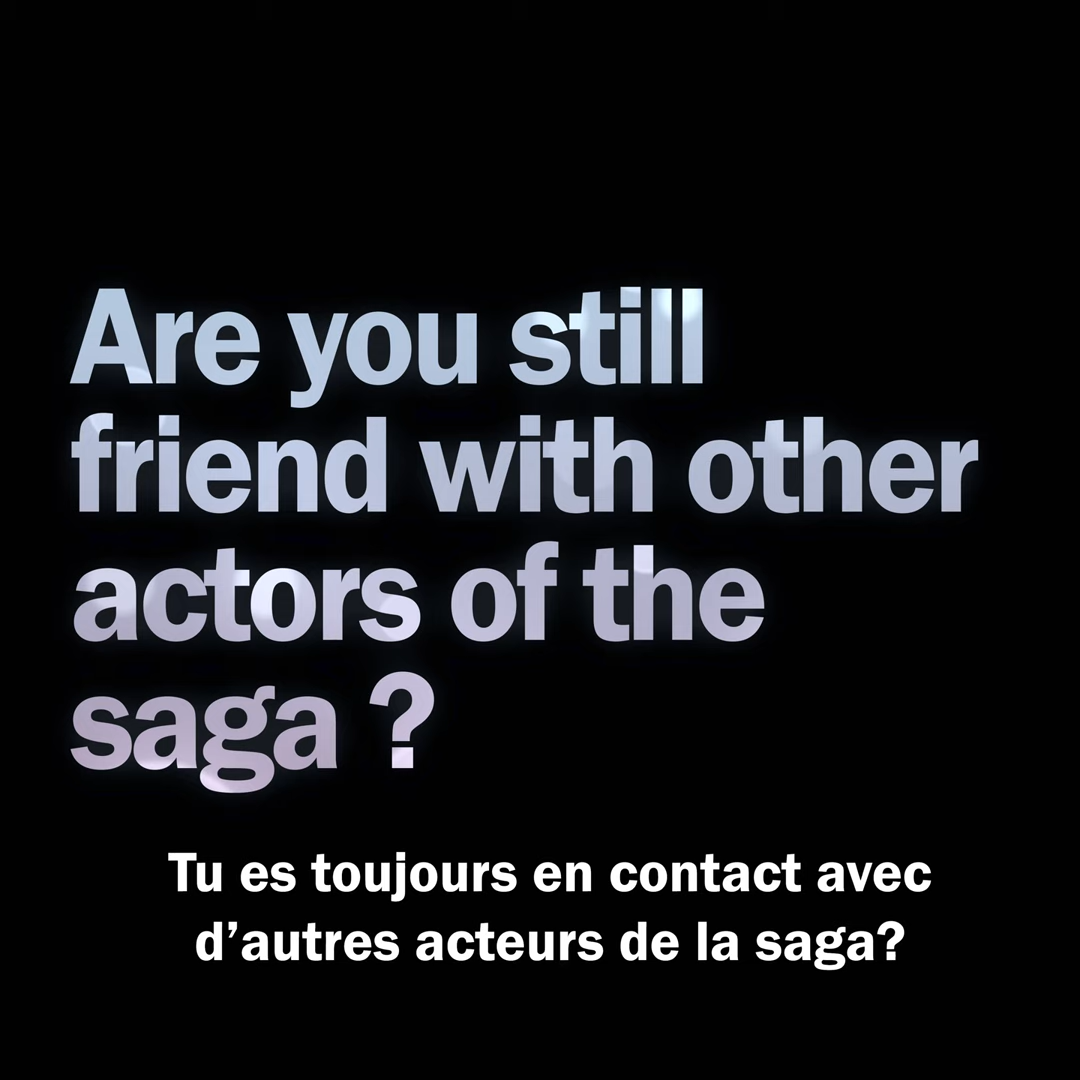 Are you still
friend with other
actors of the
saga ?
Tu es toujours en contact avec
d’autres acteurs de la saga?